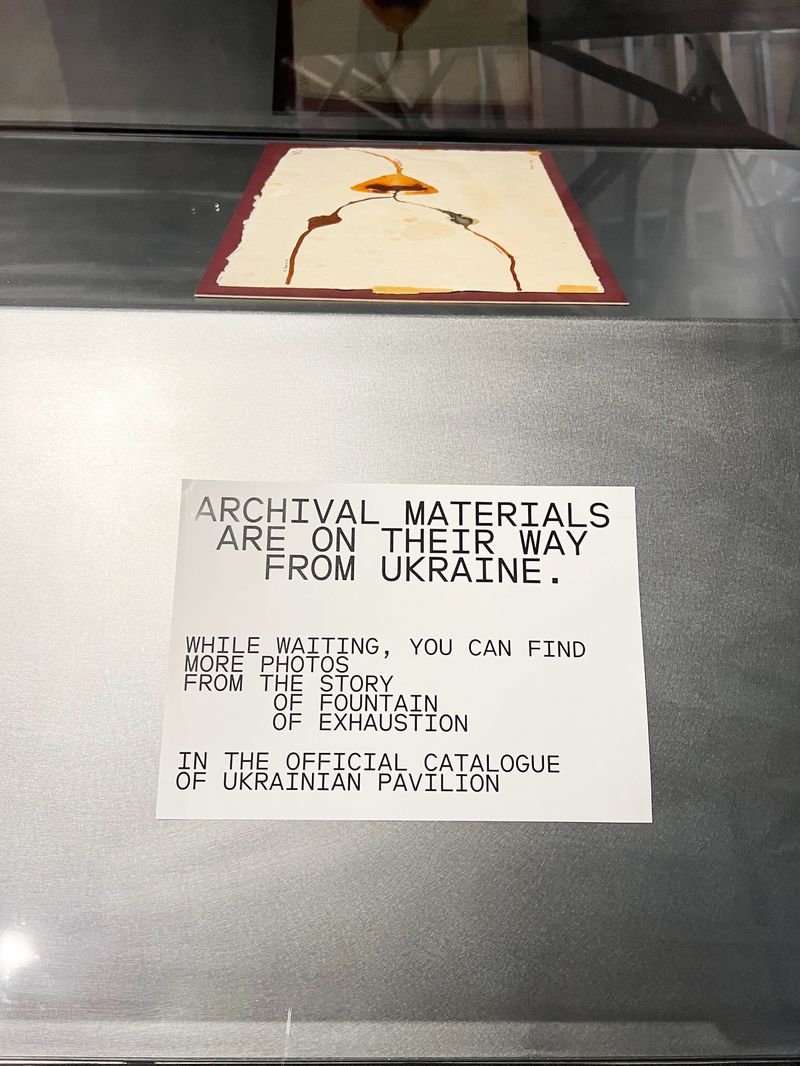 ARCHIVAL MATERIALS
ARE ON THEIR WAY
FROM UKRAINE.
WHILE WAITING, YOU CAN FIND
MORE PHOTOS
FROM THE STORY
OF FOUNTAIN
OF EXHAUSTION
IN THE OFFICIAL CATALOGUE
OF UKRAINIAN PAVILION